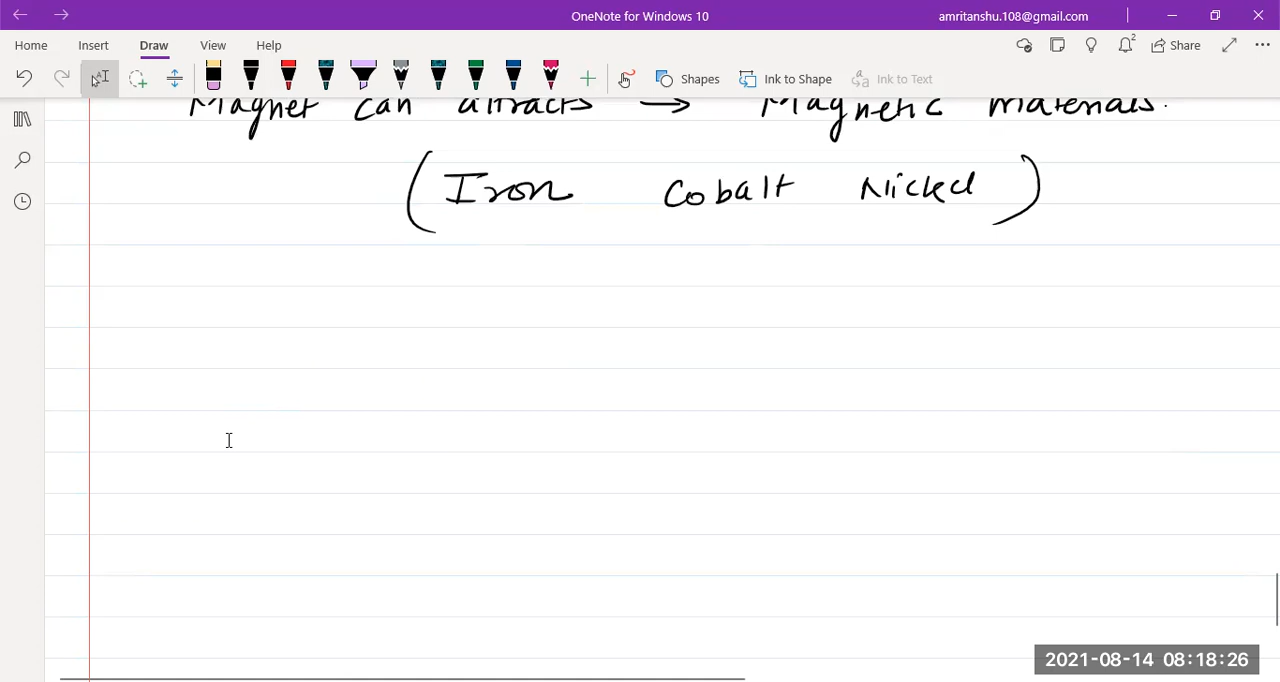 OneNote for Windows 10
amritanshu.108@gmail.com
Home Insert Draw View Help
2 Share
Shapes Ink to Shape Ink to Text
Magnet can attracts → Magnetic materials.
(Iron Cobalt Nickel)
2021-08-14 08:18:26